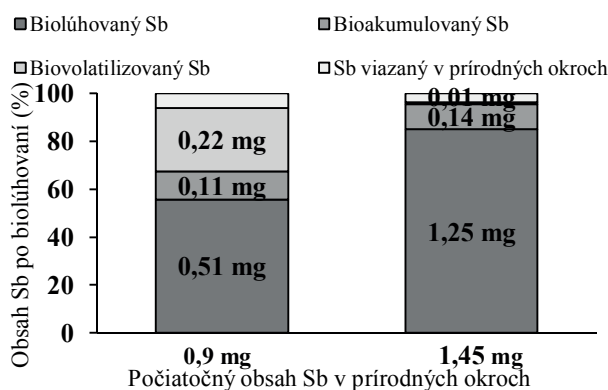 Biolúhovaný Sb
Bioakumulovaný Sb
Biovolatilizovaný Sb
Sb viazaný v prírodných okroch
Obsah Sb po biolúhovaní (%)
100
80
60
40
20
0
0,22 mg
0,11 mg
0,51 mg
0,01 mg
0,14 mg
1,25 mg
0,9 mg
1,45 mg
Počiatočný obsah Sb v prírodných okroch